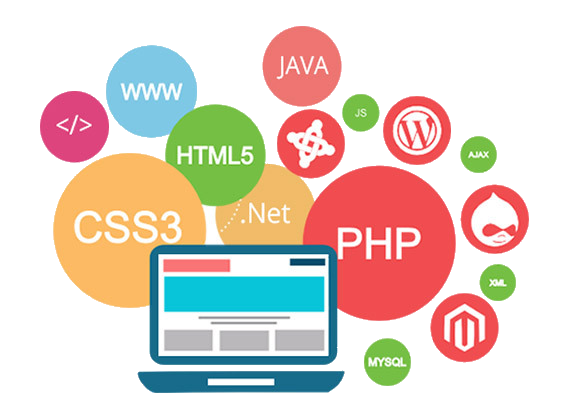 JAVA
WWW
</>
JS
HTML5
AJAX
CSS3
.Net
PHP
XML
MYSQL